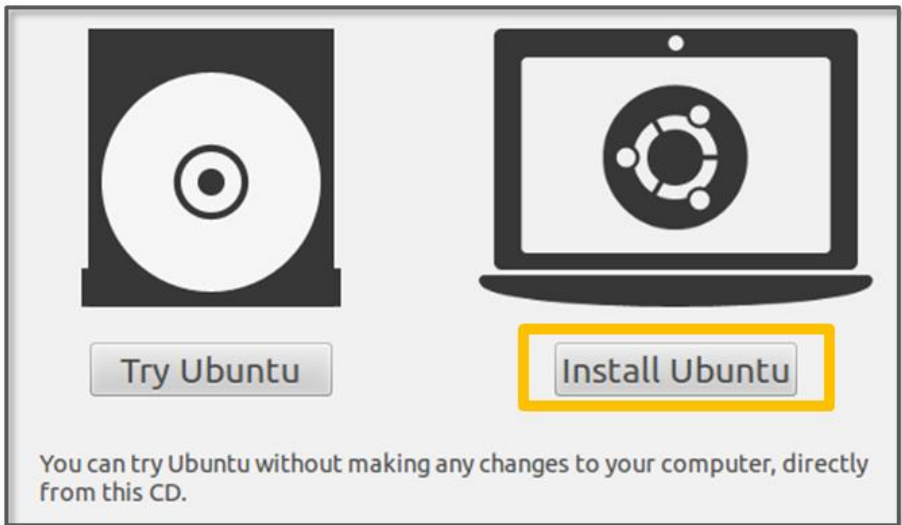 Try Ubuntu
Install Ubuntu
You can try Ubuntu without making any changes to your computer, directly
from this CD.